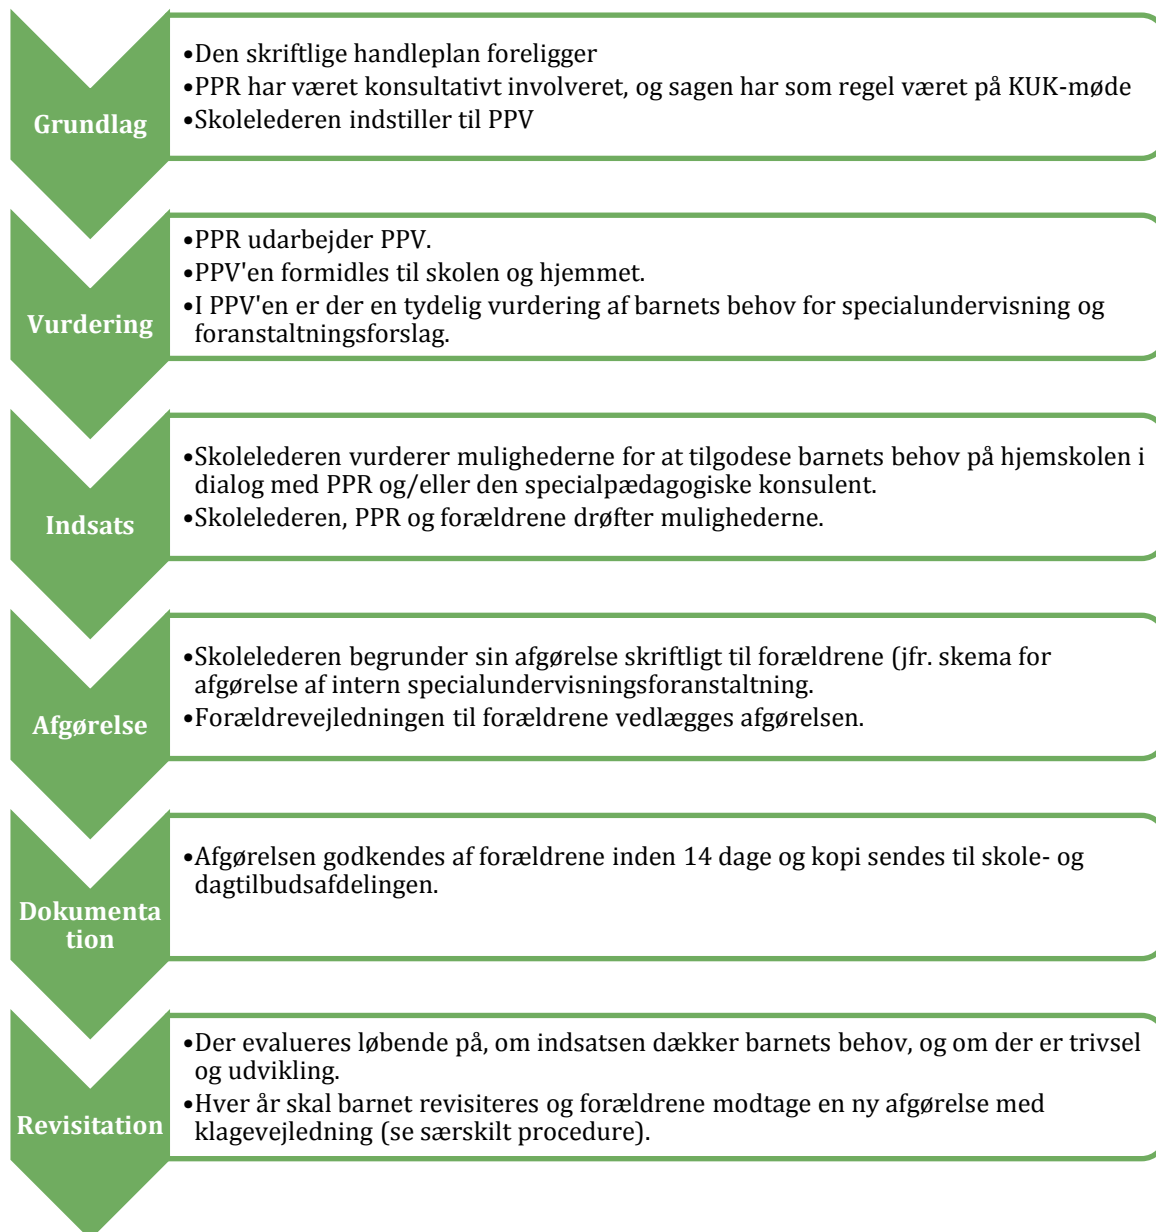 Grundlag
•Den skriftlige handleplan foreligger
•PPR har været konsultativt involveret, og sagen har som regel været på KUK-møde
•Skolelederen indstiller til PPV
Vurdering
•PPR udarbejder PPV.
•PPV'en formidles til skolen og hjemmet.
•I PPV'en er der en tydelig vurdering af barnets behov for specialundervisning og
foranstaltningsforslag.
Indsats
•Skolelederen vurderer mulighederne for at tilgodese barnets behov på hjemskolen i
dialog med PPR og/eller den specialpædagogiske konsulent.
•Skolelederen, PPR og forældrene drøfter mulighederne.
Afgørelse
•Skolelederen begrunder sin afgørelse skriftligt til forældrene (jfr. skema for
afgørelse af intern specialundervisningsforanstaltning.
•Forældrevejledningen til forældrene vedlægges afgørelsen.
Dokumenta
tion
•Afgørelsen godkendes af forældrene inden 14 dage og kopi sendes til skole- og
dagtilbudsafdelingen.
Revisitation
•Der evalueres løbende på, om indsatsen dækker barnets behov, og om der er trivsel
og udvikling.
•Hver år skal barnet revisiteres og forældrene modtage en ny afgørelse med
klagevejledning (se særskilt procedure).